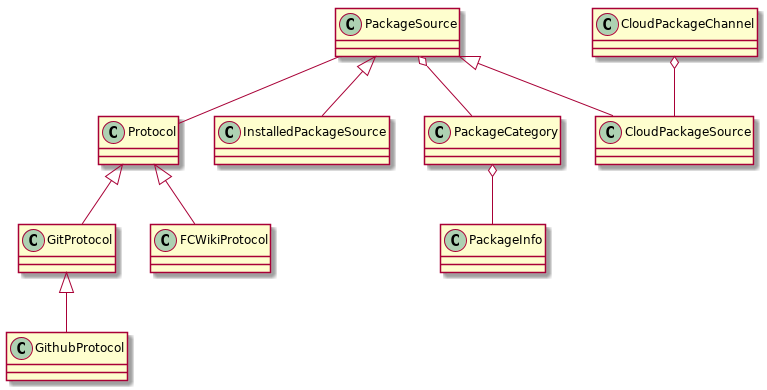 C PackageSource
C CloudPackageChannel
C Protocol
C InstalledPackageSource
C PackageCategory
C CloudPackageSource
C GitProtocol
C FCWikiProtocol
C PackageInfo
C GithubProtocol